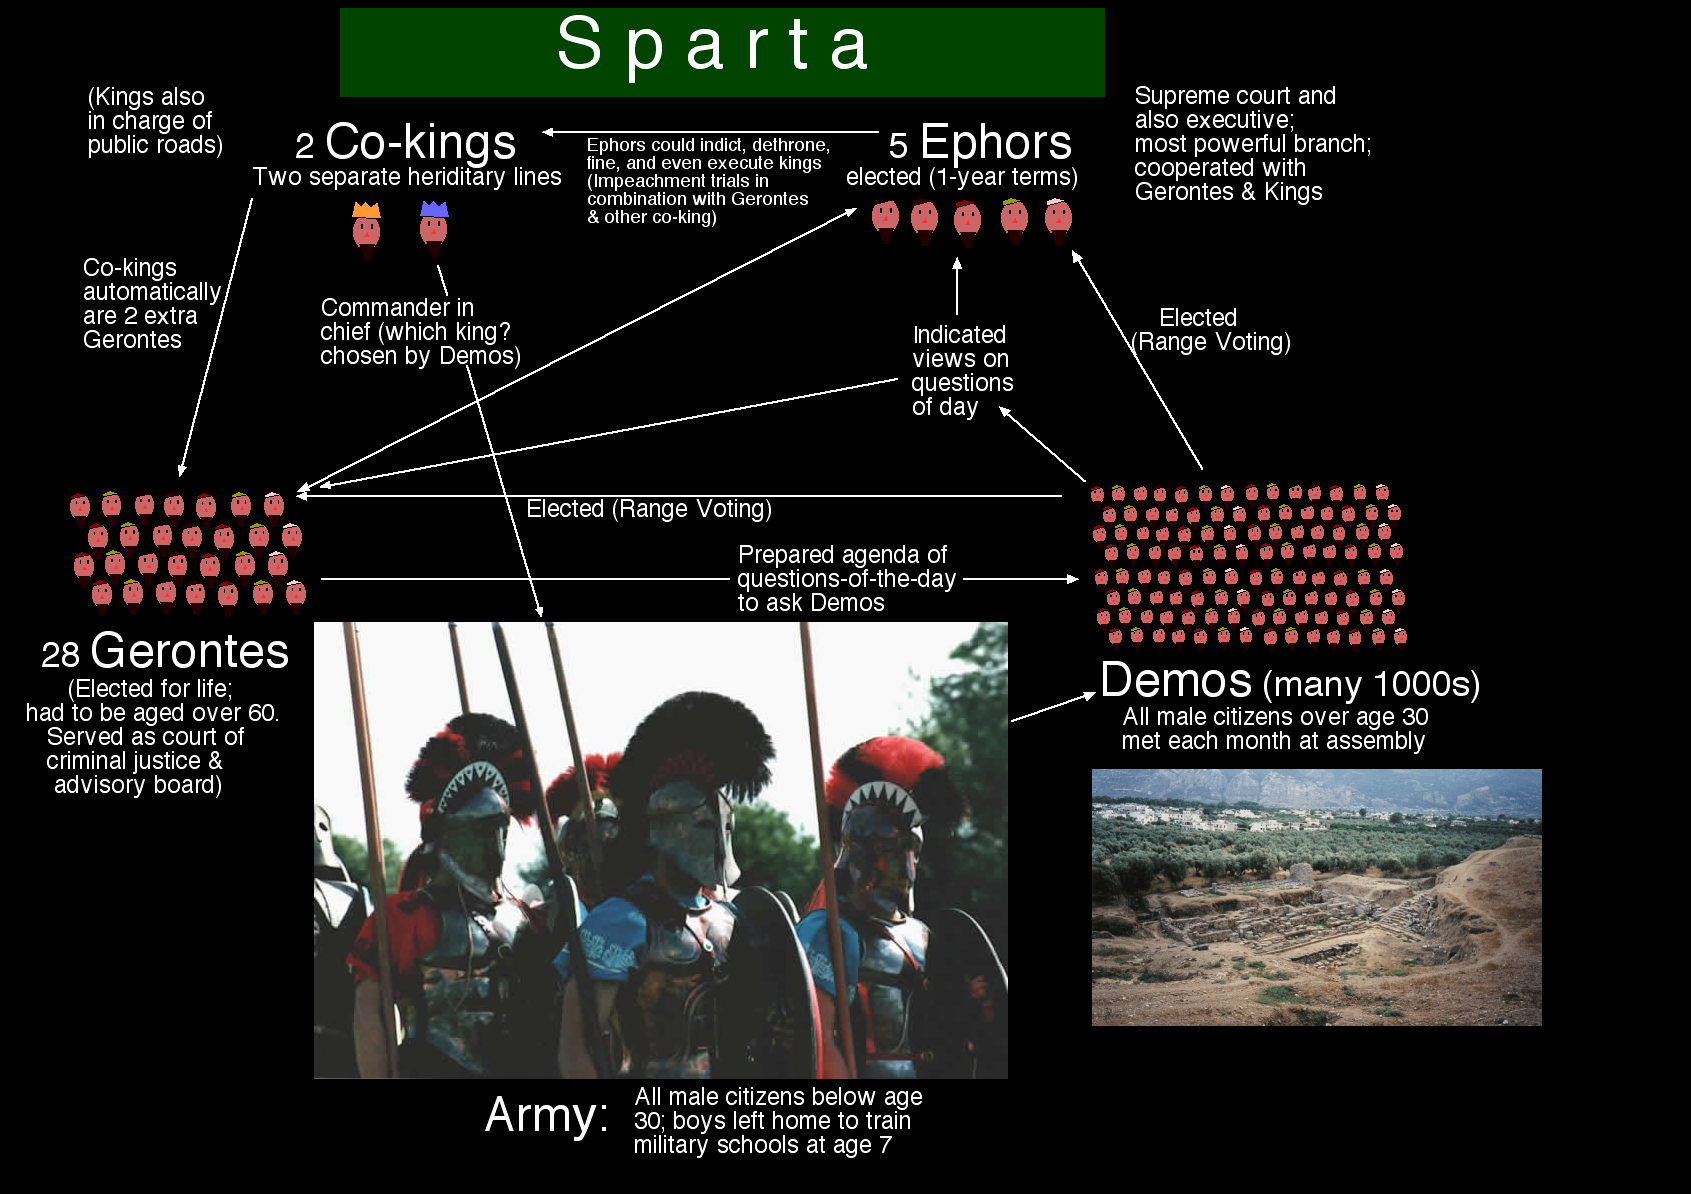 Sparta
(Kings also
in charge of
public roads)
2 Co-kings
Two separate heriditary lines
Ephors could indict, dethrone,
fine, and even execute kings
(Impeachment trials in
combination with Gerontes
& other co-king)
5 Ephors
elected (1-year terms)
Supreme court and
also executive;
most powerful branch;
cooperated with
Gerontes & Kings
Co-kings
automatically
are 2 extra
Gerontes
Commander in
chief (which king?
chosen by Demos)
Indicated
views on
questions
of day
Elected
(Range Voting)
Elected (Range Voting)
Prepared agenda of
questions-of-the-day
to ask Demos
28 Gerontes
(Elected for life;
had to be aged over 60.
Served as court of
criminal justice &
advisory board)
Demos (many 1000s)
All male citizens over age 30
met each month at assembly
Army:
All male citizens below age
30; boys left home to train
military schools at age 7